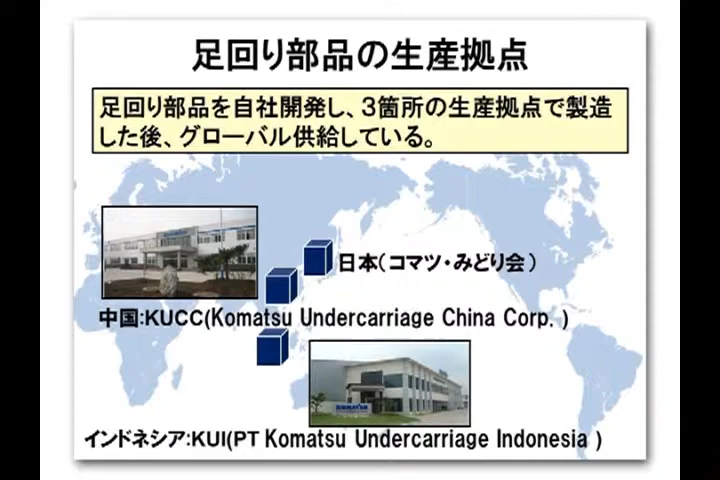 足回り部品の生産拠点
足回り部品を自社開発し、3箇所の生産拠点で製造
した後、グローバル供給している。
日本(コマツ・みどり会)
中国:KUCC(Komatsu Undercarriage China Corp. )
KOMATSU
インドネシア:KUI(PT Komatsu Undercarriage Indonesia )